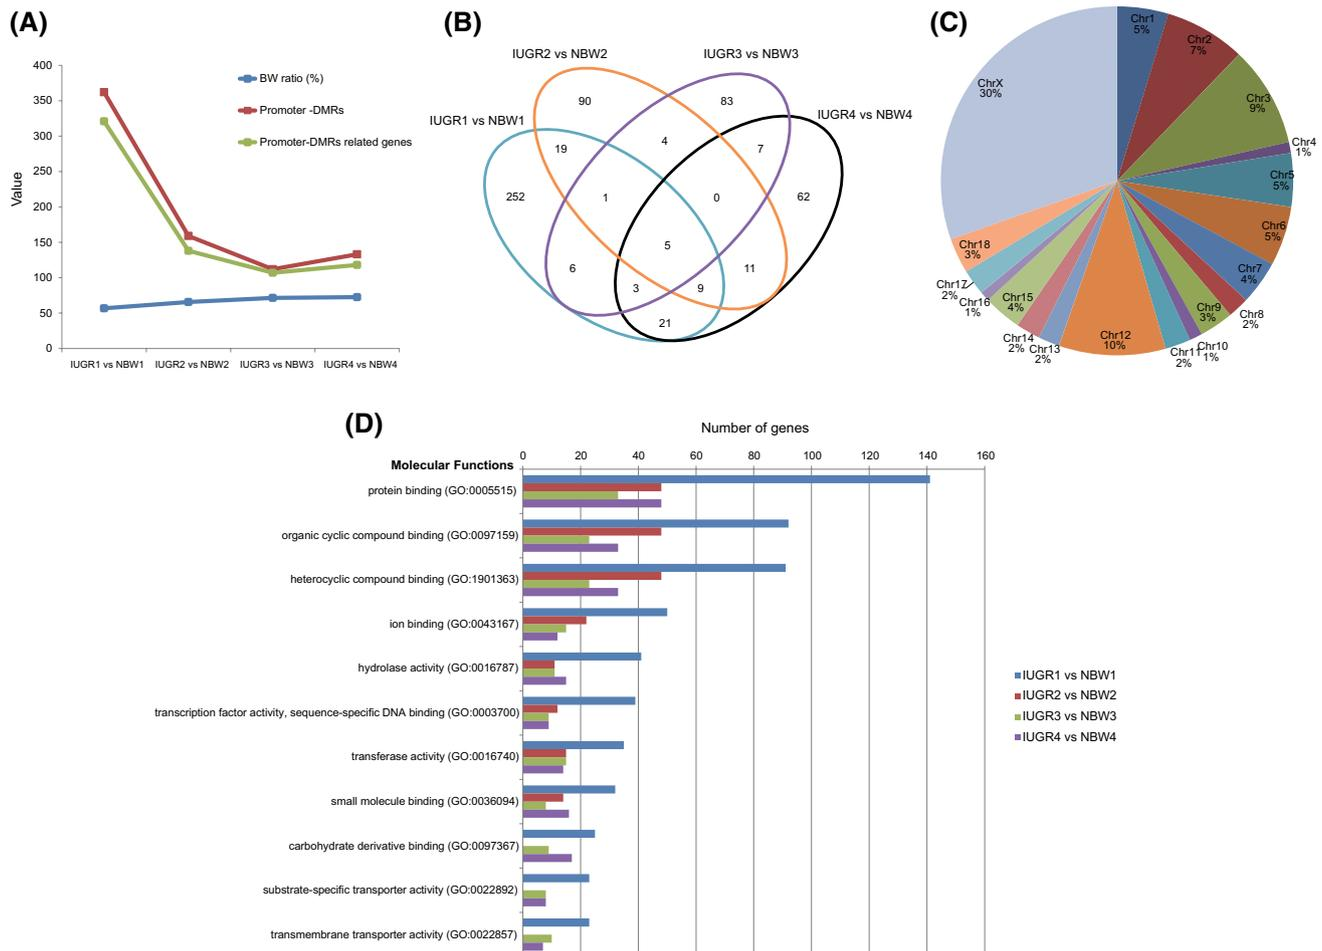 (A)
400
350
300
250
200
150
100
50
0
Value
BW ratio (%)
Promoter -DMRs
Promoter-DMRs related genes
IUGR1 vs NBW1
IUGR2 vs NBW2
IUGR3 vs NBW3
IUGR4 vs NBW4
(B)
IUGR2 vs NBW2
IUGR3 vs NBW3
IUGR1 vs NBW1
IUGR4 vs NBW4
90
83
19
4
7
252
1
0
62
5
6
11
3
9
21
(C)
Chr1
5%
Chr2
7%
Chr3
9%
Chr4
1%
Chr5
5%
Chr6
5%
Chr7
4%
Chr8
2%
Chr9
3%
Chr10
1%
Chr11
2%
Chr12
10%
Chr13
2%
Chr14
2%
Chr15
4%
Chr16
1%
Chr17
2%
Chr18
3%
ChrX
30%
(D)
Number of genes
Molecular Functions
0
20
40
60
80
100
120
140
160
protein binding (GO:0005515)
organic cyclic compound binding (GO:0097159)
heterocyclic compound binding (GO:1901363)
ion binding (GO:0043167)
hydrolase activity (GO:0016787)
transcription factor activity, sequence-specific DNA binding (GO:0003700)
transferase activity (GO:0016740)
small molecule binding (GO:0036094)
carbohydrate derivative binding (GO:0097367)
substrate-specific transporter activity (GO:0022892)
transmembrane transporter activity (GO:0022857)
IUGR1 vs NBW1
IUGR2 vs NBW2
IUGR3 vs NBW3
IUGR4 vs NBW4